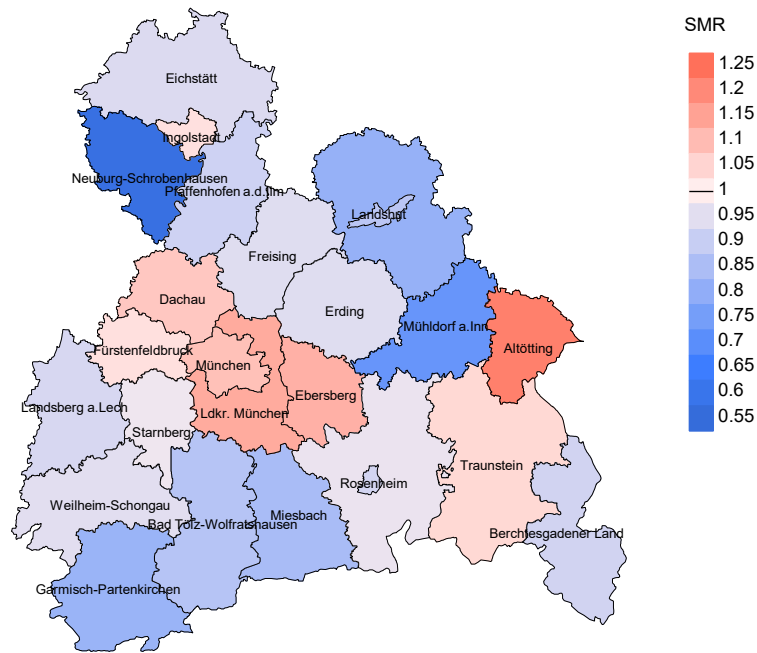 SMR
1.25
1.2
1.15
1.1
1.05
1
0.95
0.9
0.85
0.8
0.75
0.7
0.65
0.6
0.55
Eichstätt
Ingolstadt
Neuburg-Schrobenhausen
Pfaffenhofen a.d.Ilm
Landshst
Freising
Dachau
Erding
Mühldorf a.Inn
Altötting
Fürstenfeldbruck
München
Ebersberg
Landsberg a.Lech
Ldkr. München
Starnberg
Traunstein
Rosenheim
Weilheim-Schongau
Miesbach
Bad Tölz-Wolfratshausen
Berchtesgadener Land
Garmisch-Partenkirchen